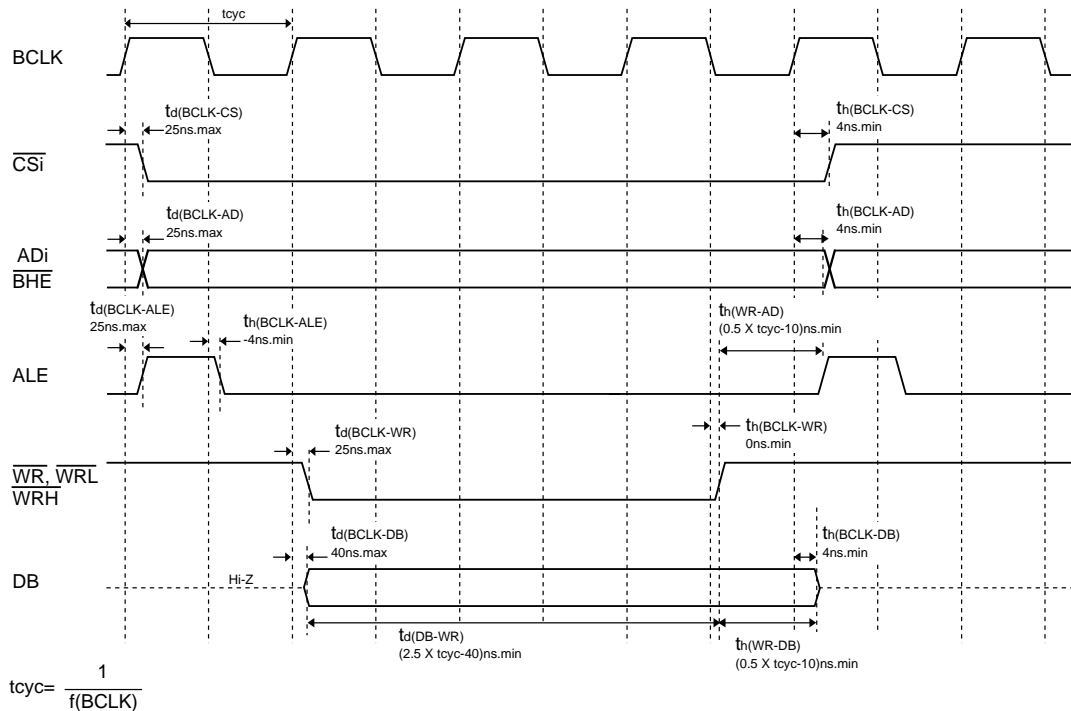 tcyc
BCLK
td(BCLK-CS)
25ns.max
th(BCLK-CS)
4ns.min
CSi
td(BCLK-AD)
25ns.max
th(BCLK-AD)
4ns.min
ADi
BHE
td(BCLK-ALE)
25ns.max
th(BCLK-ALE)
-4ns.min
th(WR-AD)
(0.5 X tcyc-10)ns.min
ALE
td(BCLK-WR)
25ns.max
th(BCLK-WR)
0ns.min
WR, WRL
WRH
td(BCLK-DB)
40ns.max
th(BCLK-DB)
4ns.min
DB
Hi-Z
td(DB-WR)
(2.5 X tcyc-40)ns.min
th(WR-DB)
(0.5 X tcyc-10)ns.min
tcyc= 1
f(BCLK)